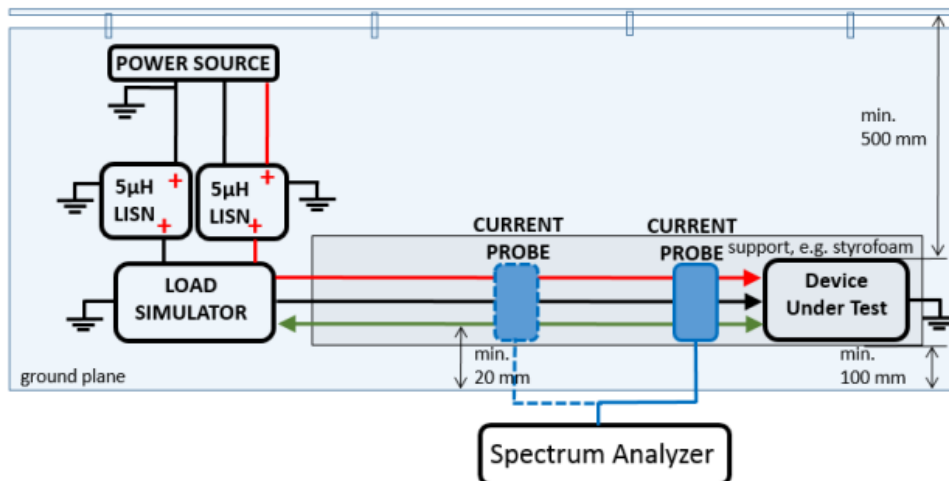 POWER SOURCE
min.
500 mm
5µH
LISN
+
+
5µH
LISN
+
+
CURRENT
PROBE
CURRENT
PROBE
support, e.g. styrofoam
LOAD
SIMULATOR
Device
Under Test
min.
20 mm
min.
100 mm
ground plane
Spectrum Analyzer